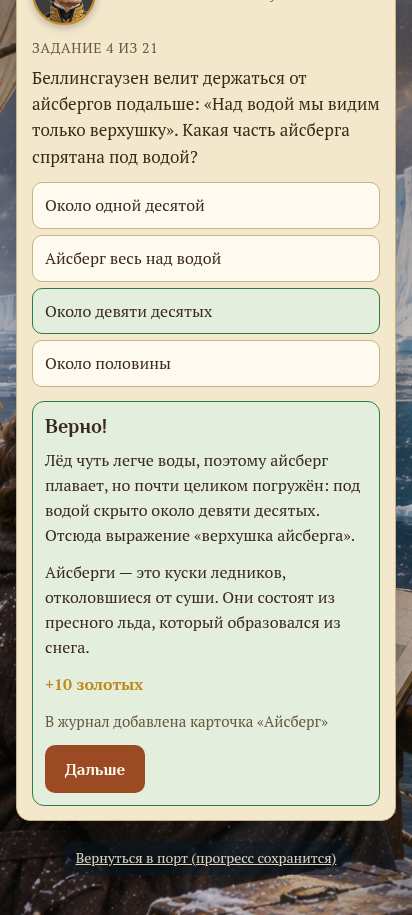 ЗАДАНИЕ 4 ИЗ 21
Беллинсгаузен велит держаться от
айсбергов подальше: «Над водой мы видим
только верхушку». Какая часть айсберга
спрятана под водой?
Около одной десятой
Айсберг весь над водой
Около девяти десятых
Около половины
Верно!
Лёд чуть легче воды, поэтому айсберг
плавает, но почти целиком погружён: под
водой скрыто около девяти десятых.
Отсюда выражение «верхушка айсберга».
Айсберги — это куски ледников,
отколовшиеся от суши. Они состоят из
пресного льда, который образовался из
снега.
+10 золотых
В журнал добавлена карточка «Айсберг»
Дальше
Вернуться в порт (прогресс сохранится)